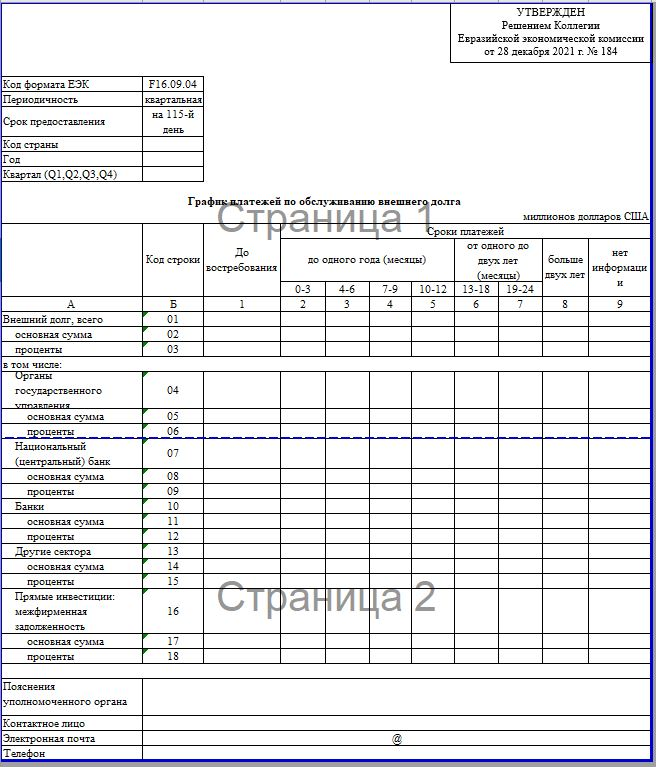 УТВЕРЖДЕН
Решением Коллегии
Евразийской экономической комиссии
от 28 декабря 2021 г. № 184
Код формата ЕЭК F16.09.04
Периодичность квартальная
Срок предоставления на 115-й
день
Код страны
Год
Квартал (Q1,Q2,Q3,Q4)
График платежей по обслуживанию внешнего долга
Страница 1
миллионов долларов США
Код строки
До
востребования
Сроки платежей
до одного года (месяцы)
от одного до
двух лет
(месяцы)
больше
двух лет
нет
информаци
и
0-3 4-6 7-9 10-12 13-18 19-24
А Б 1 2 3 4 5 6 7 8 9
Внешний долг, всего 01
основная сумма 02
проценты 03
в том числе:
Органы
государственного 04
управления
основная сумма 05
проценты 06
Национальный
(центральный) банк 07
основная сумма 08
проценты 09
Банки 10
основная сумма 11
проценты 12
Другие сектора 13
основная сумма 14
проценты 15
Страница 2
Прямые инвестиции:
межфирменная 16
задолженность
основная сумма 17
проценты 18
Пояснения
уполномоченного органа
Контактное лицо
Электронная почта @
Телефон